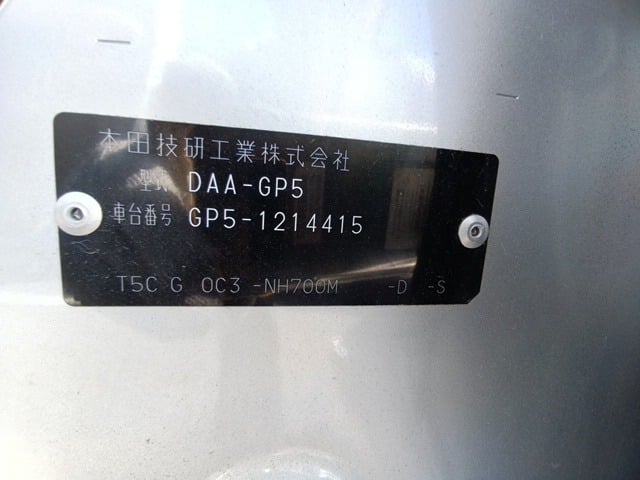 本田技研工業株式会社
型式 DAA-GP5
車台番号 GP5-1214415
T5C G 0C3 -NH700M -D -S